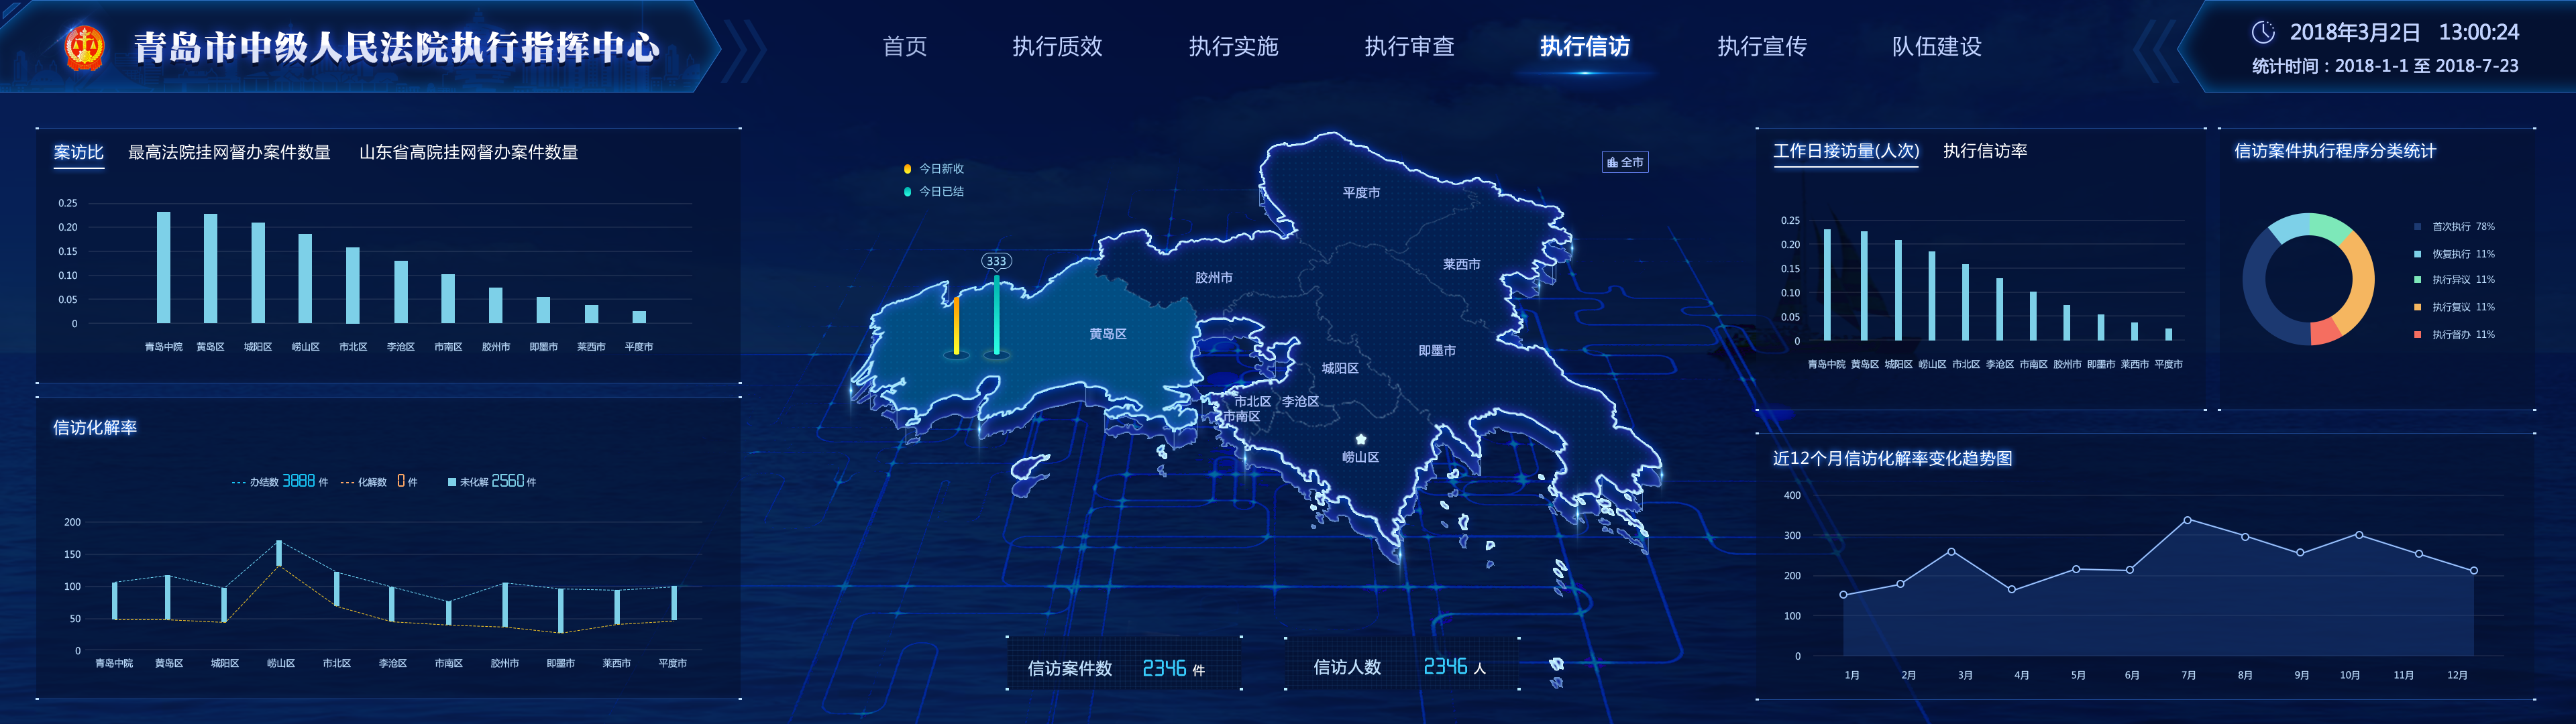 青岛市中级人民法院执行指挥中心
首页 执行质效 执行实施 执行审查 执行信访 执行宣传 队伍建设
2018年3月2日 13:00:24
统计时间：2018-1-1 至 2018-7-23
案访比 最高法院挂网督办案件数量 山东省高院挂网督办案件数量
0.25
0.20
0.15
0.10
0.05
0
青岛中院 黄岛区 城阳区 崂山区 市北区 李沧区 市南区 胶州市 即墨市 莱西市 平度市
信访化解率
办结数 3888 件 化解数 0 件 未化解 2560 件
200
150
100
50
0
青岛中院 黄岛区 城阳区 崂山区 市北区 李沧区 市南区 胶州市 即墨市 莱西市 平度市
今日新收
今日已结
全市
333
平度市
莱西市
胶州市
黄岛区
即墨市
城阳区
市北区 李沧区
市南区
崂山区
信访案件数 2346 件
信访人数 2346 人
工作日接访量(人次) 执行信访率
0.25
0.20
0.15
0.10
0.05
0
青岛中院 黄岛区 城阳区 崂山区 市北区 李沧区 市南区 胶州市 即墨市 莱西市 平度市
信访案件执行程序分类统计
首次执行 78%
恢复执行 11%
执行异议 11%
执行复议 11%
执行督办 11%
近12个月信访化解率变化趋势图
400
300
200
100
0
1月 2月 3月 4月 5月 6月 7月 8月 9月 10月 11月 12月